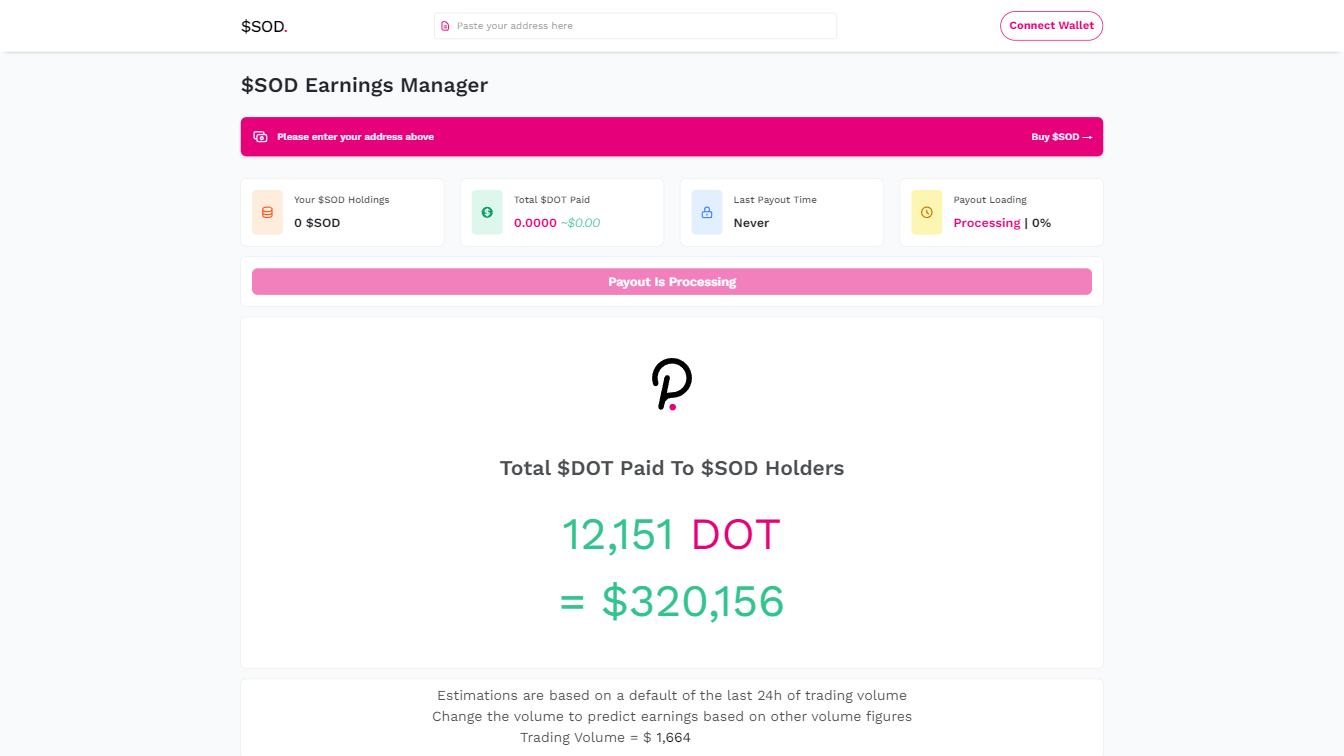 $SOD.
Paste your address here
Connect Wallet
$SOD Earnings Manager
Please enter your address above
Buy $SOD →
Your $SOD Holdings
0 $SOD
Total $DOT Paid
0.0000 ~$0.00
Last Payout Time
Never
Payout Loading
Processing | 0%
Payout Is Processing
Total $DOT Paid To $SOD Holders
12,151 DOT
= $320,156
Estimations are based on a default of the last 24h of trading volume
Change the volume to predict earnings based on other volume figures
Trading Volume = $ 1,664